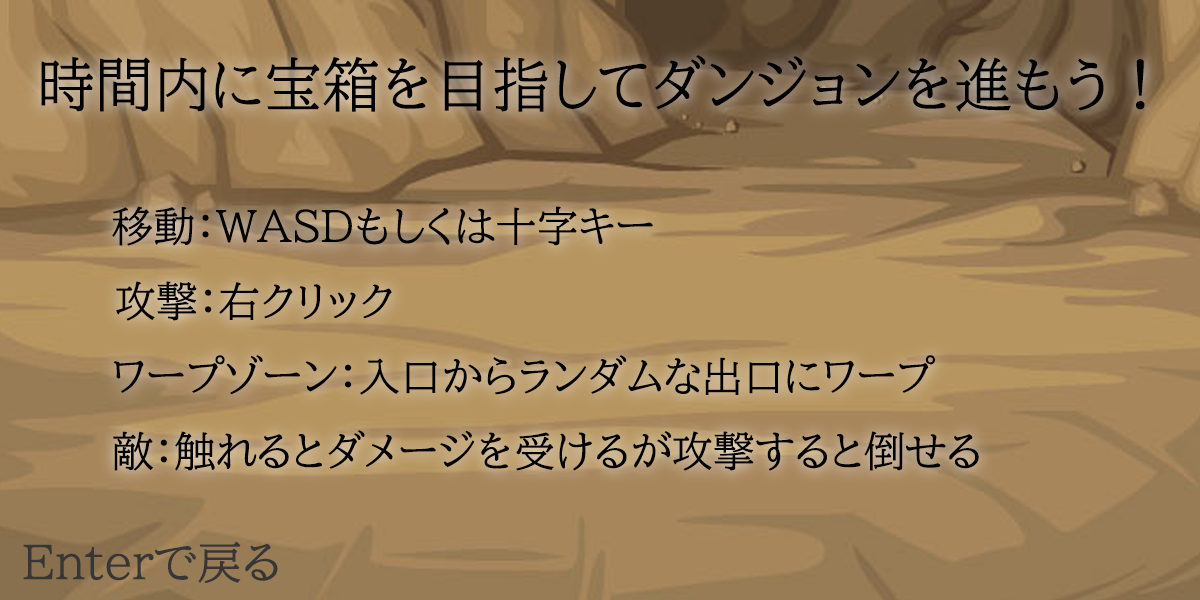 時間内に宝箱を目指してダンジョンを進もう！
移動：WASDもしくは十字キー
攻撃：右クリック
ワープゾーン：入口からランダムな出口にワープ
敵：触れるとダメージを受けるが攻撃すると倒せる
Enterで戻る